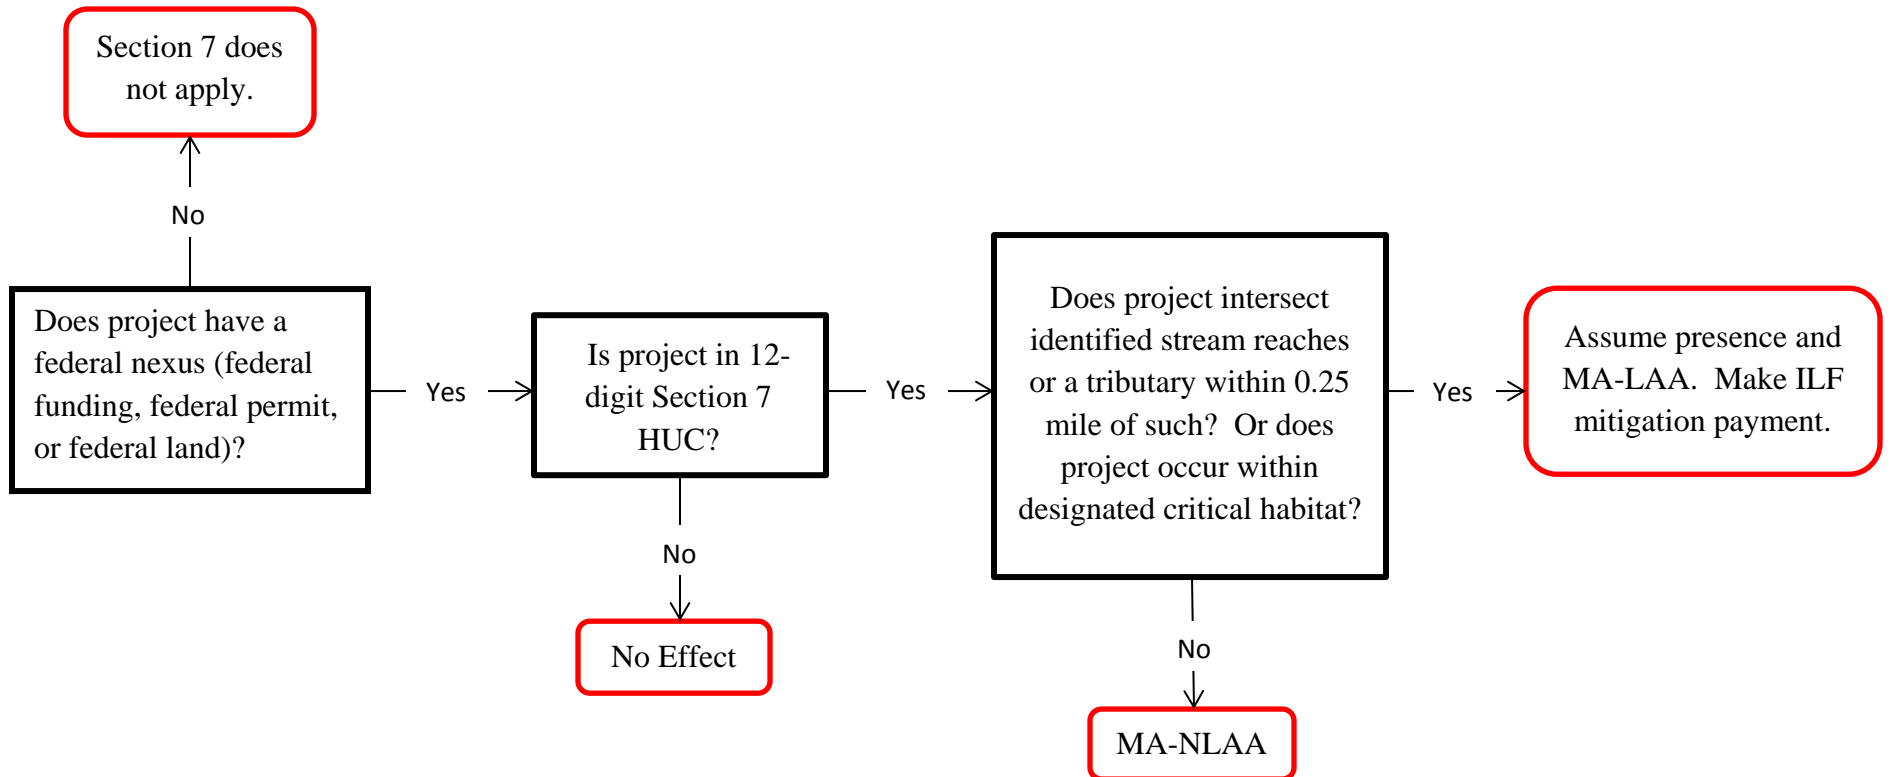 Section 7 does
not apply.
No
Does project have a
federal nexus (federal
funding, federal permit,
or federal land)?
Yes
Is project in 12-
digit Section 7
HUC?
No
No Effect
Yes
Does project intersect
identified stream reaches
or a tributary within 0.25
mile of such?  Or does
project occur within
designated critical habitat?
No
MA-NLAA
Yes
Assume presence and
MA-LAA.  Make ILF
mitigation payment.